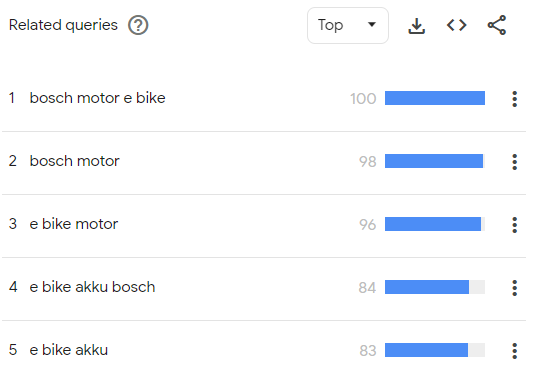 Related queries ? Top <>
1 bosch motor e bike 100
2 bosch motor 98
3 e bike motor 96
4 e bike akku bosch 84
5 e bike akku 83